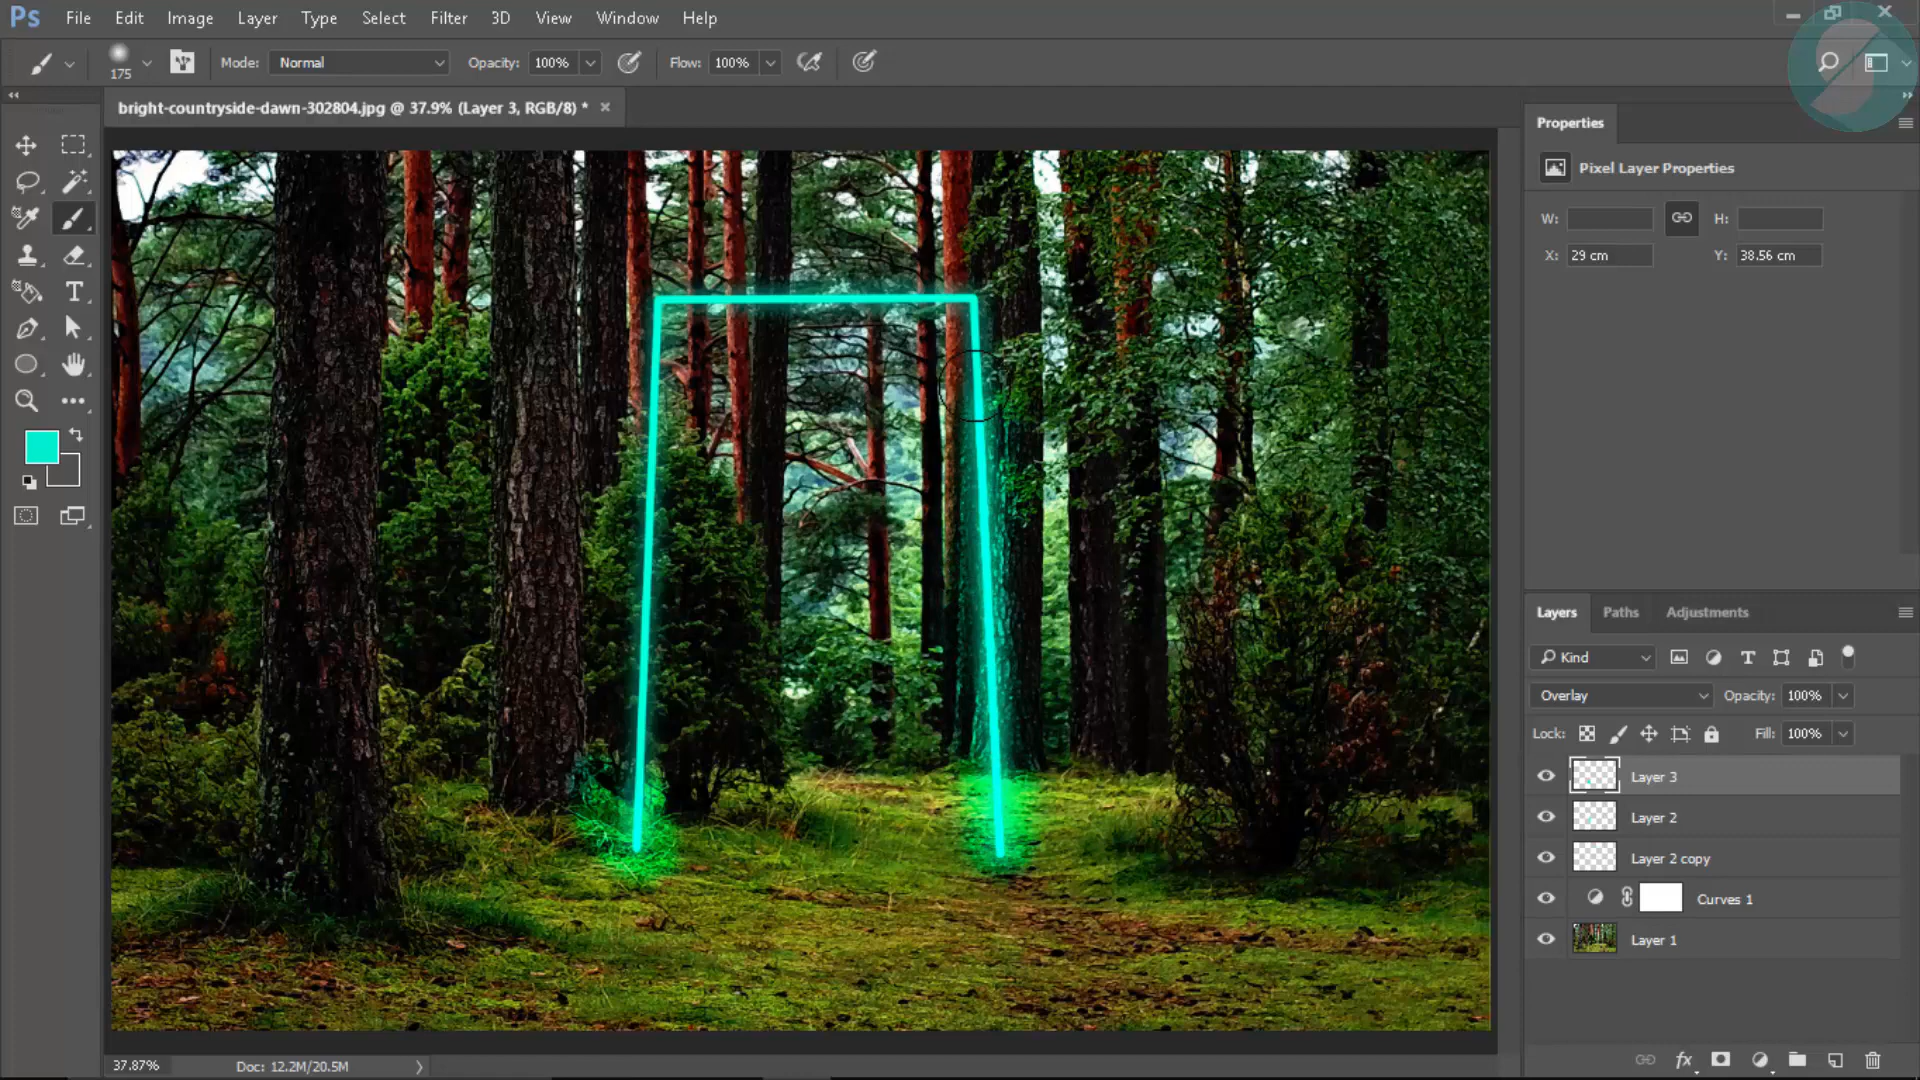 Ps File Edit Image Layer Type Select Filter 3D View Window Help
175 Mode: Normal Opacity: 100% Flow: 100%
bright-countryside-dawn-302804.jpg @ 37.9% (Layer 3, RGB/8) *
Properties
Pixel Layer Properties
W: H:
X: 29 cm Y: 38.56 cm
Layers Paths Adjustments
Kind
Overlay Opacity: 100%
Lock: Fill: 100%
Layer 3
Layer 2
Layer 2 copy
Curves 1
Layer 1
37.87% Doc: 12.2M/20.5M
fx